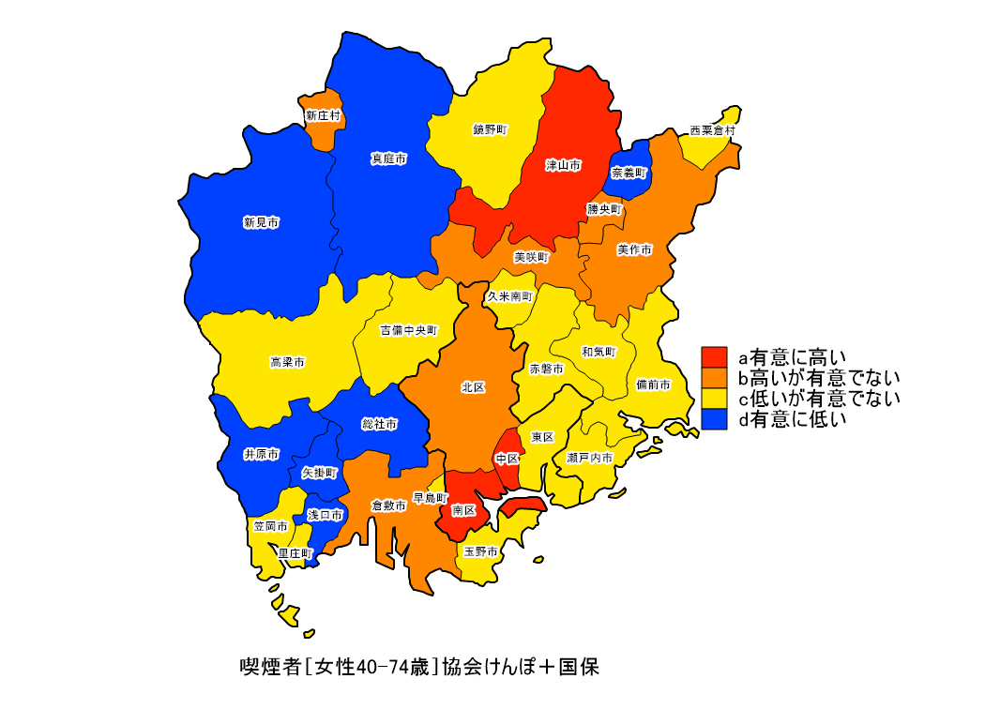 新庄村
鏡野町
西粟倉村
真庭市
津山市
奈義町
勝央町
新見市
美咲町
美作市
久米南町
吉備中央町
和気町
高梁市
赤磐市
備前市
北区
a有意に高い
b高いが有意でない
c低いが有意でない
d有意に低い
総社市
東区
井原市
中区
瀬戸内市
矢掛町
早島町
倉敷市
南区
浅口市
笠岡市
里庄町
玉野市
喫煙者[女性40-74歳]協会けんぽ＋国保